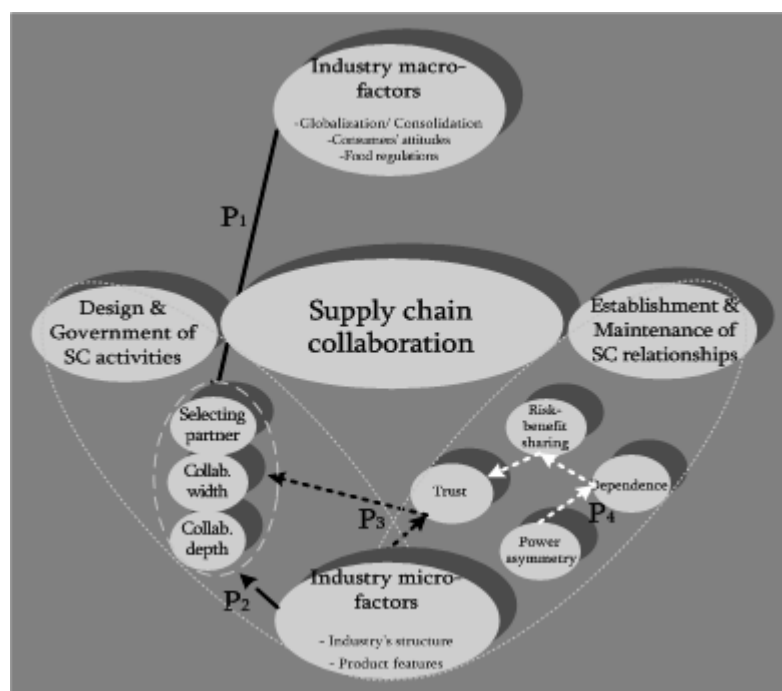 Industry macro-
factors
-Globalization/ Consolidation
-Consumers' attitudes
-Food regulations
P1
Design &
Government of
SC activities
Supply chain
collaboration
Establishment &
Maintenance of
SC relationships
Selecting
partner
Collab.
width
Collab.
depth
Risk-
benefit
sharing
Trust
Dependence
P3
P4
Power
asymmetry
P2
Industry micro-
factors
- Industry's structure
- Product features